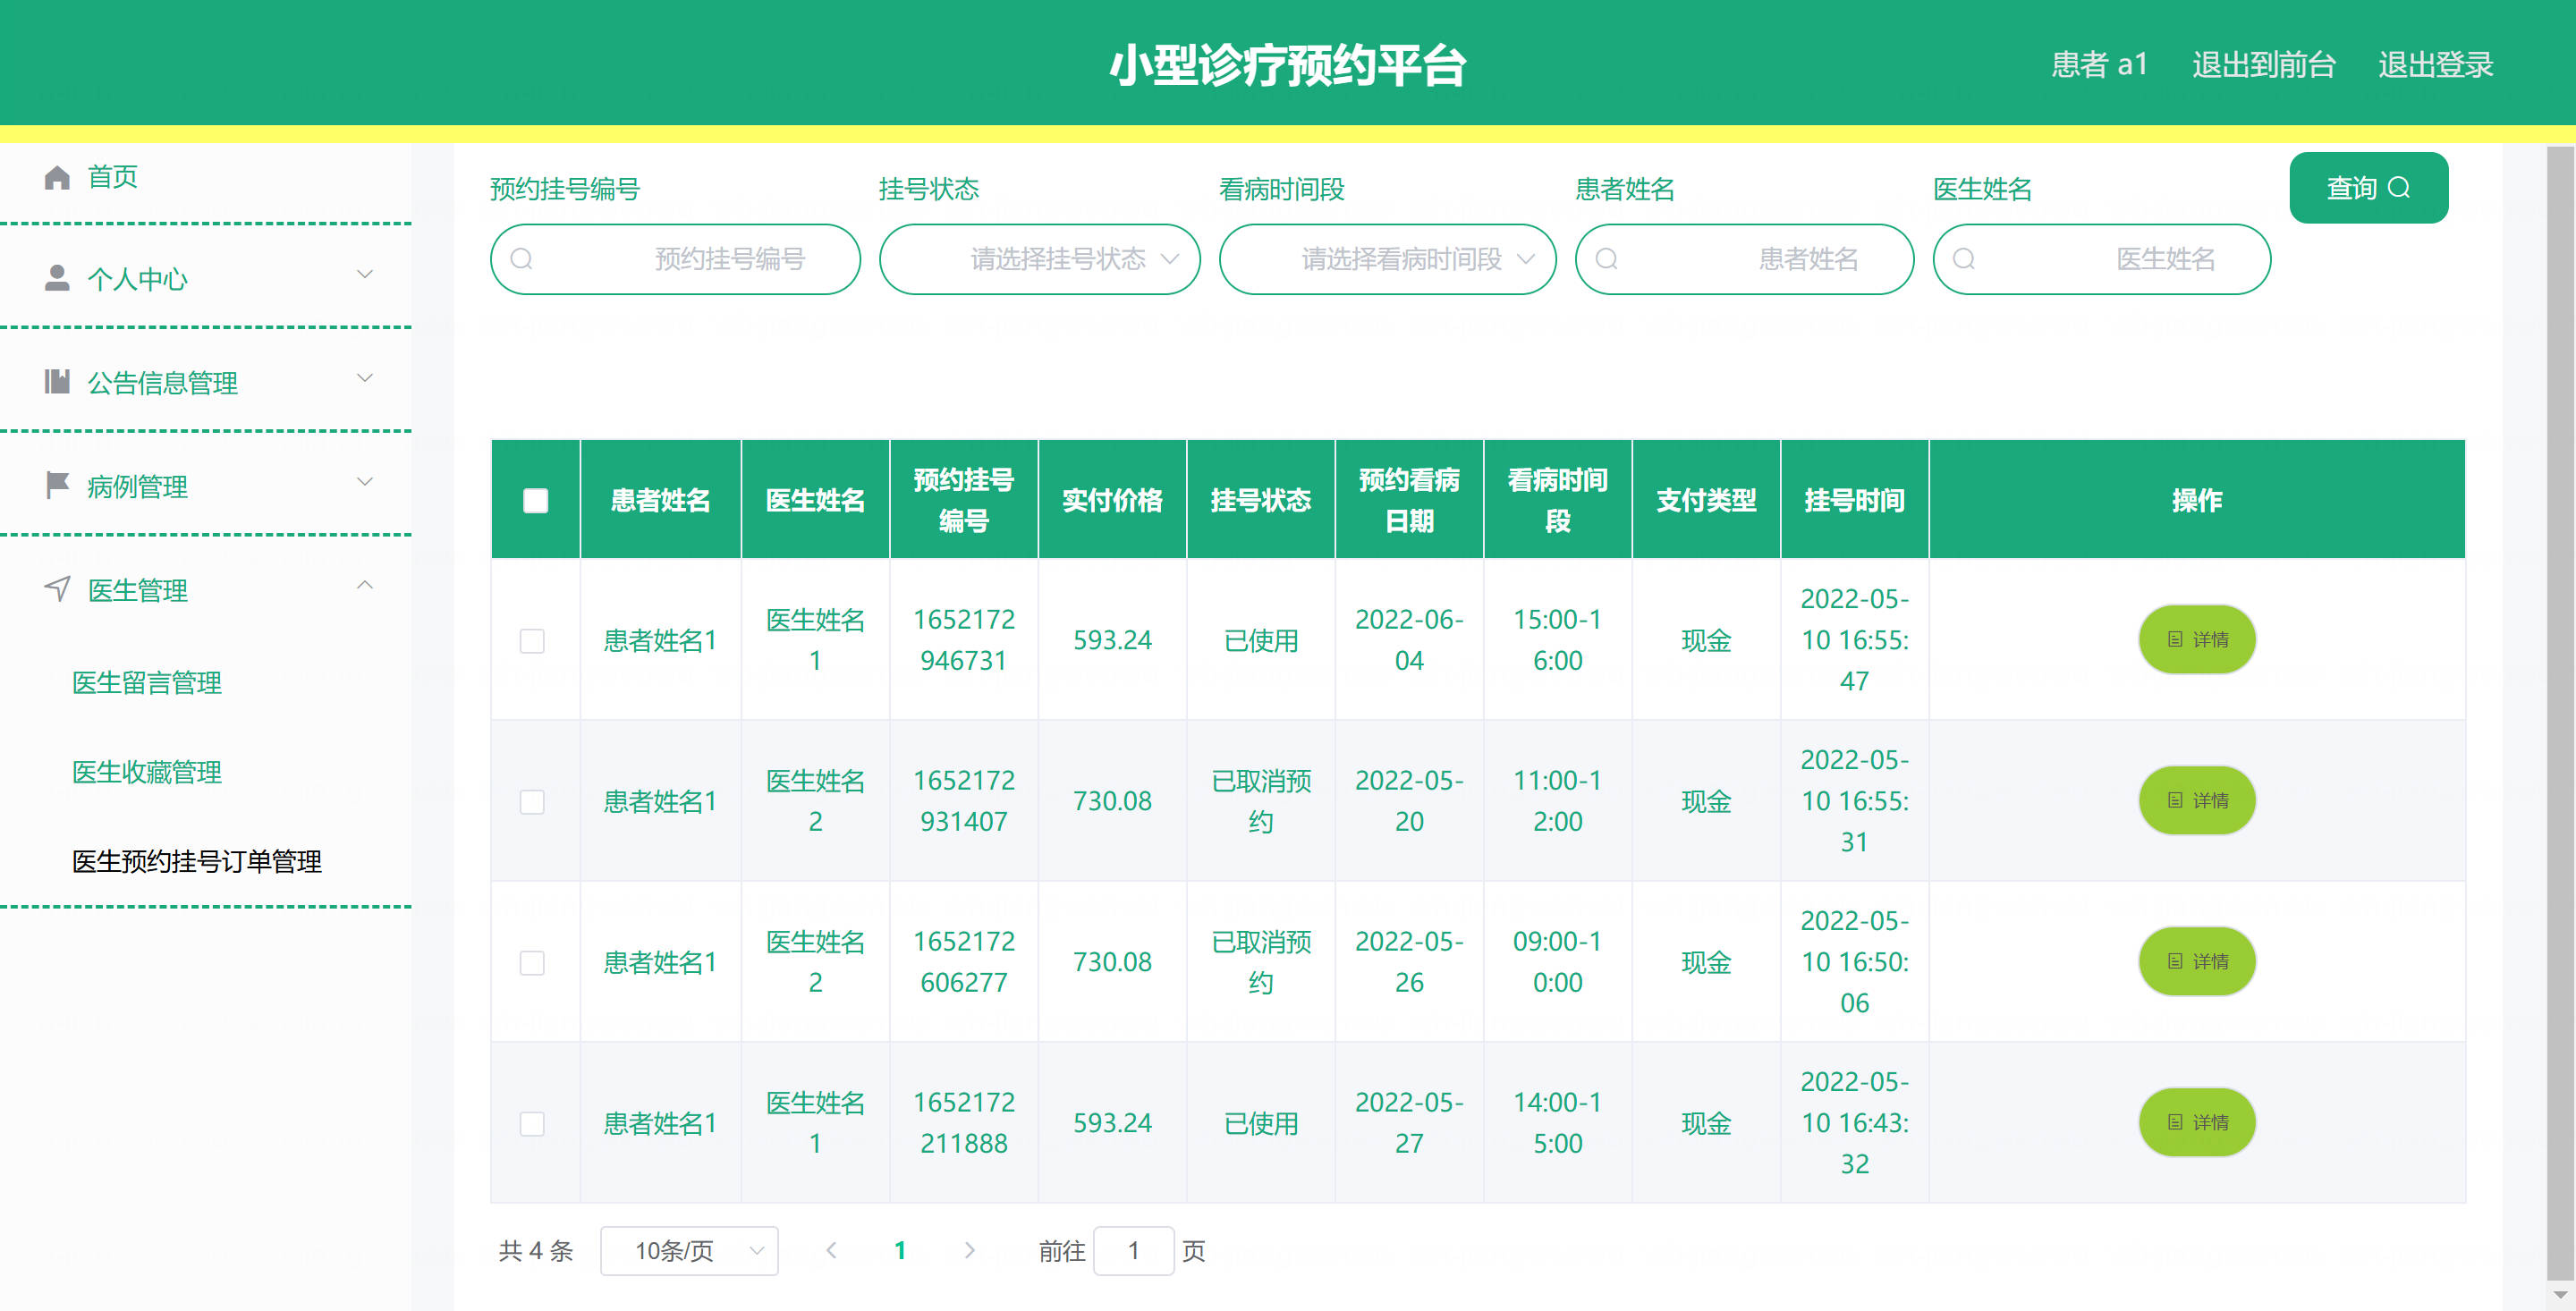 小型诊疗预约平台
患者 a1 退出到前台 退出登录
首页
个人中心
公告信息管理
病例管理
医生管理
医生留言管理
医生收藏管理
医生预约挂号订单管理
预约挂号编号 挂号状态 看病时间段 患者姓名 医生姓名 查询
预约挂号编号 请选择挂号状态 请选择看病时间段 患者姓名 医生姓名
患者姓名 医生姓名 预约挂号编号 实付价格 挂号状态 预约看病日期 看病时间段 支付类型 挂号时间 操作
患者姓名1 医生姓名1 1652172946731 593.24 已使用 2022-06-04 15:00-16:00 现金 2022-05-10 16:55:47 详情
患者姓名1 医生姓名2 1652172931407 730.08 已取消预约 2022-05-20 11:00-12:00 现金 2022-05-10 16:55:31 详情
患者姓名1 医生姓名2 1652172606277 730.08 已取消预约 2022-05-26 09:00-10:00 现金 2022-05-10 16:50:06 详情
患者姓名1 医生姓名1 1652172211888 593.24 已使用 2022-05-27 14:00-15:00 现金 2022-05-10 16:43:32 详情
共 4 条 10条/页 1 前往 1 页